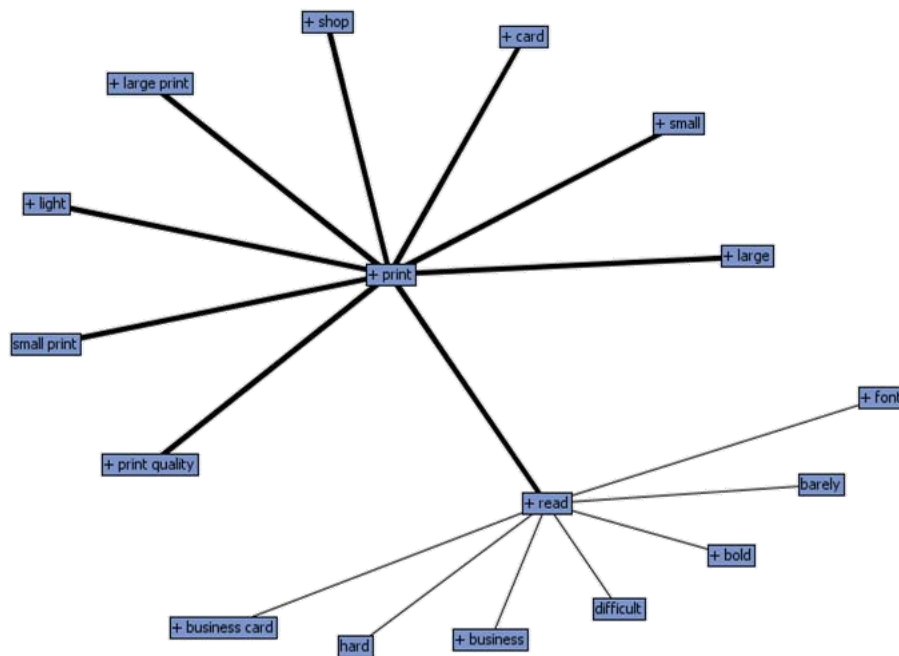 + shop
+ card
+ large print
+ small
+ light
+ large
+ print
small print
+ font
+ print quality
barely
+ read
+ bold
difficult
+ business card
+ business
hard